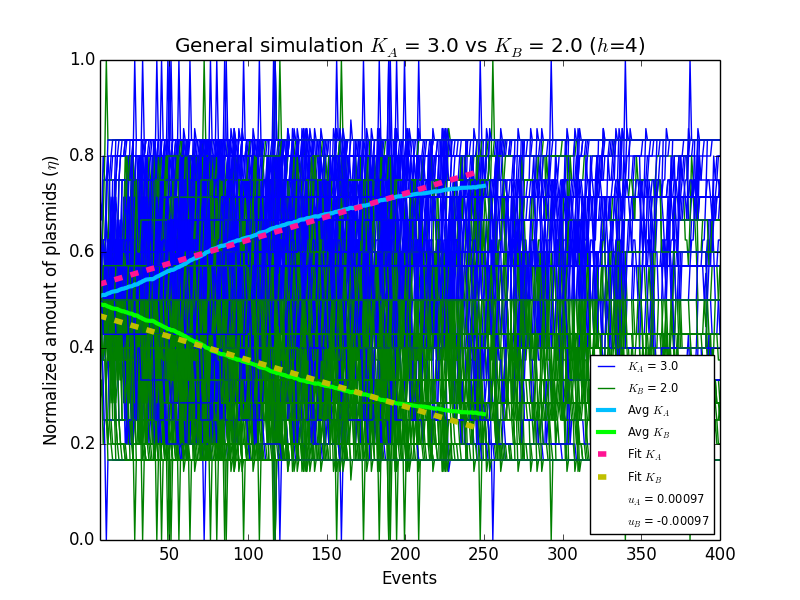 General simulation K_A = 3.0 vs K_B = 2.0 (h=4)
1.0
0.8
0.6
0.4
0.2
0.0
Normalized amount of plasmids (η)
50 100 150 200 250 300 350 400
Events
K_A = 3.0
K_B = 2.0
Avg K_A
Avg K_B
Fit K_A
Fit K_B
u_A = 0.00097
u_B = -0.00097